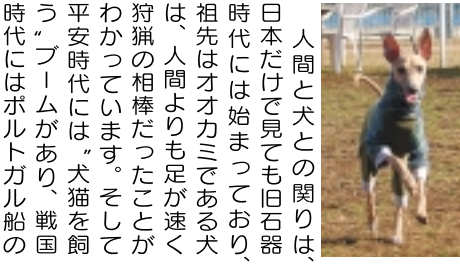 人間と犬との関りは、
日本だけで見ても旧石器
時代には始まっており、
祖先はオオカミである犬
は、人間よりも足が速く
狩猟の相棒だったことが
わかっています。そして
平安時代には〝犬猫を飼
う〝ブームがあり、戦国
時代にはポルトガル船の